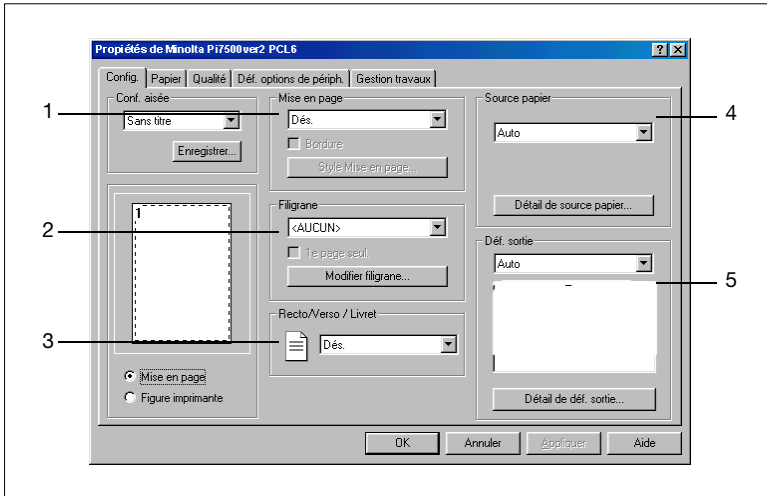 Propiétés de Minolta Pi7500ver2 PCL6
Config. Papier Qualité Déf. options de périph. Gestion travaux
Conf. aisée
Sans titre
Enregistrer...
1
Mise en page
Figure imprimante
1
Mise en page
Dés.
Bordure
Style Mise en page...
2
Filigrane
<AUCUN>
1e page seul.
Modifier filigrane...
3
Recto/Verso / Livret
Dés.
4
Source papier
Auto
Détail de source papier...
5
Déf. sortie
Auto
Détail de déf. sortie...
OK Annuler Appliquer Aide